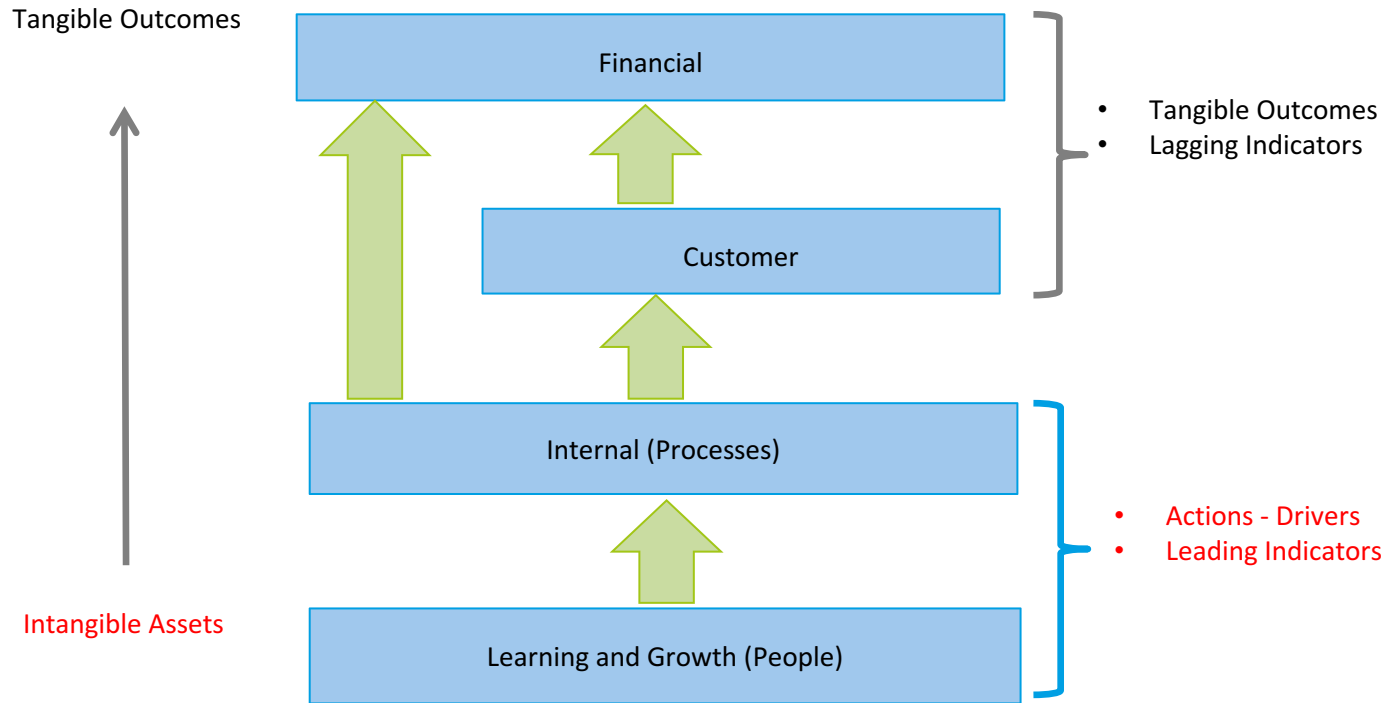 Tangible Outcomes
Financial
• Tangible Outcomes
• Lagging Indicators
Customer
Internal (Processes)
• Actions - Drivers
• Leading Indicators
Intangible Assets
Learning and Growth (People)